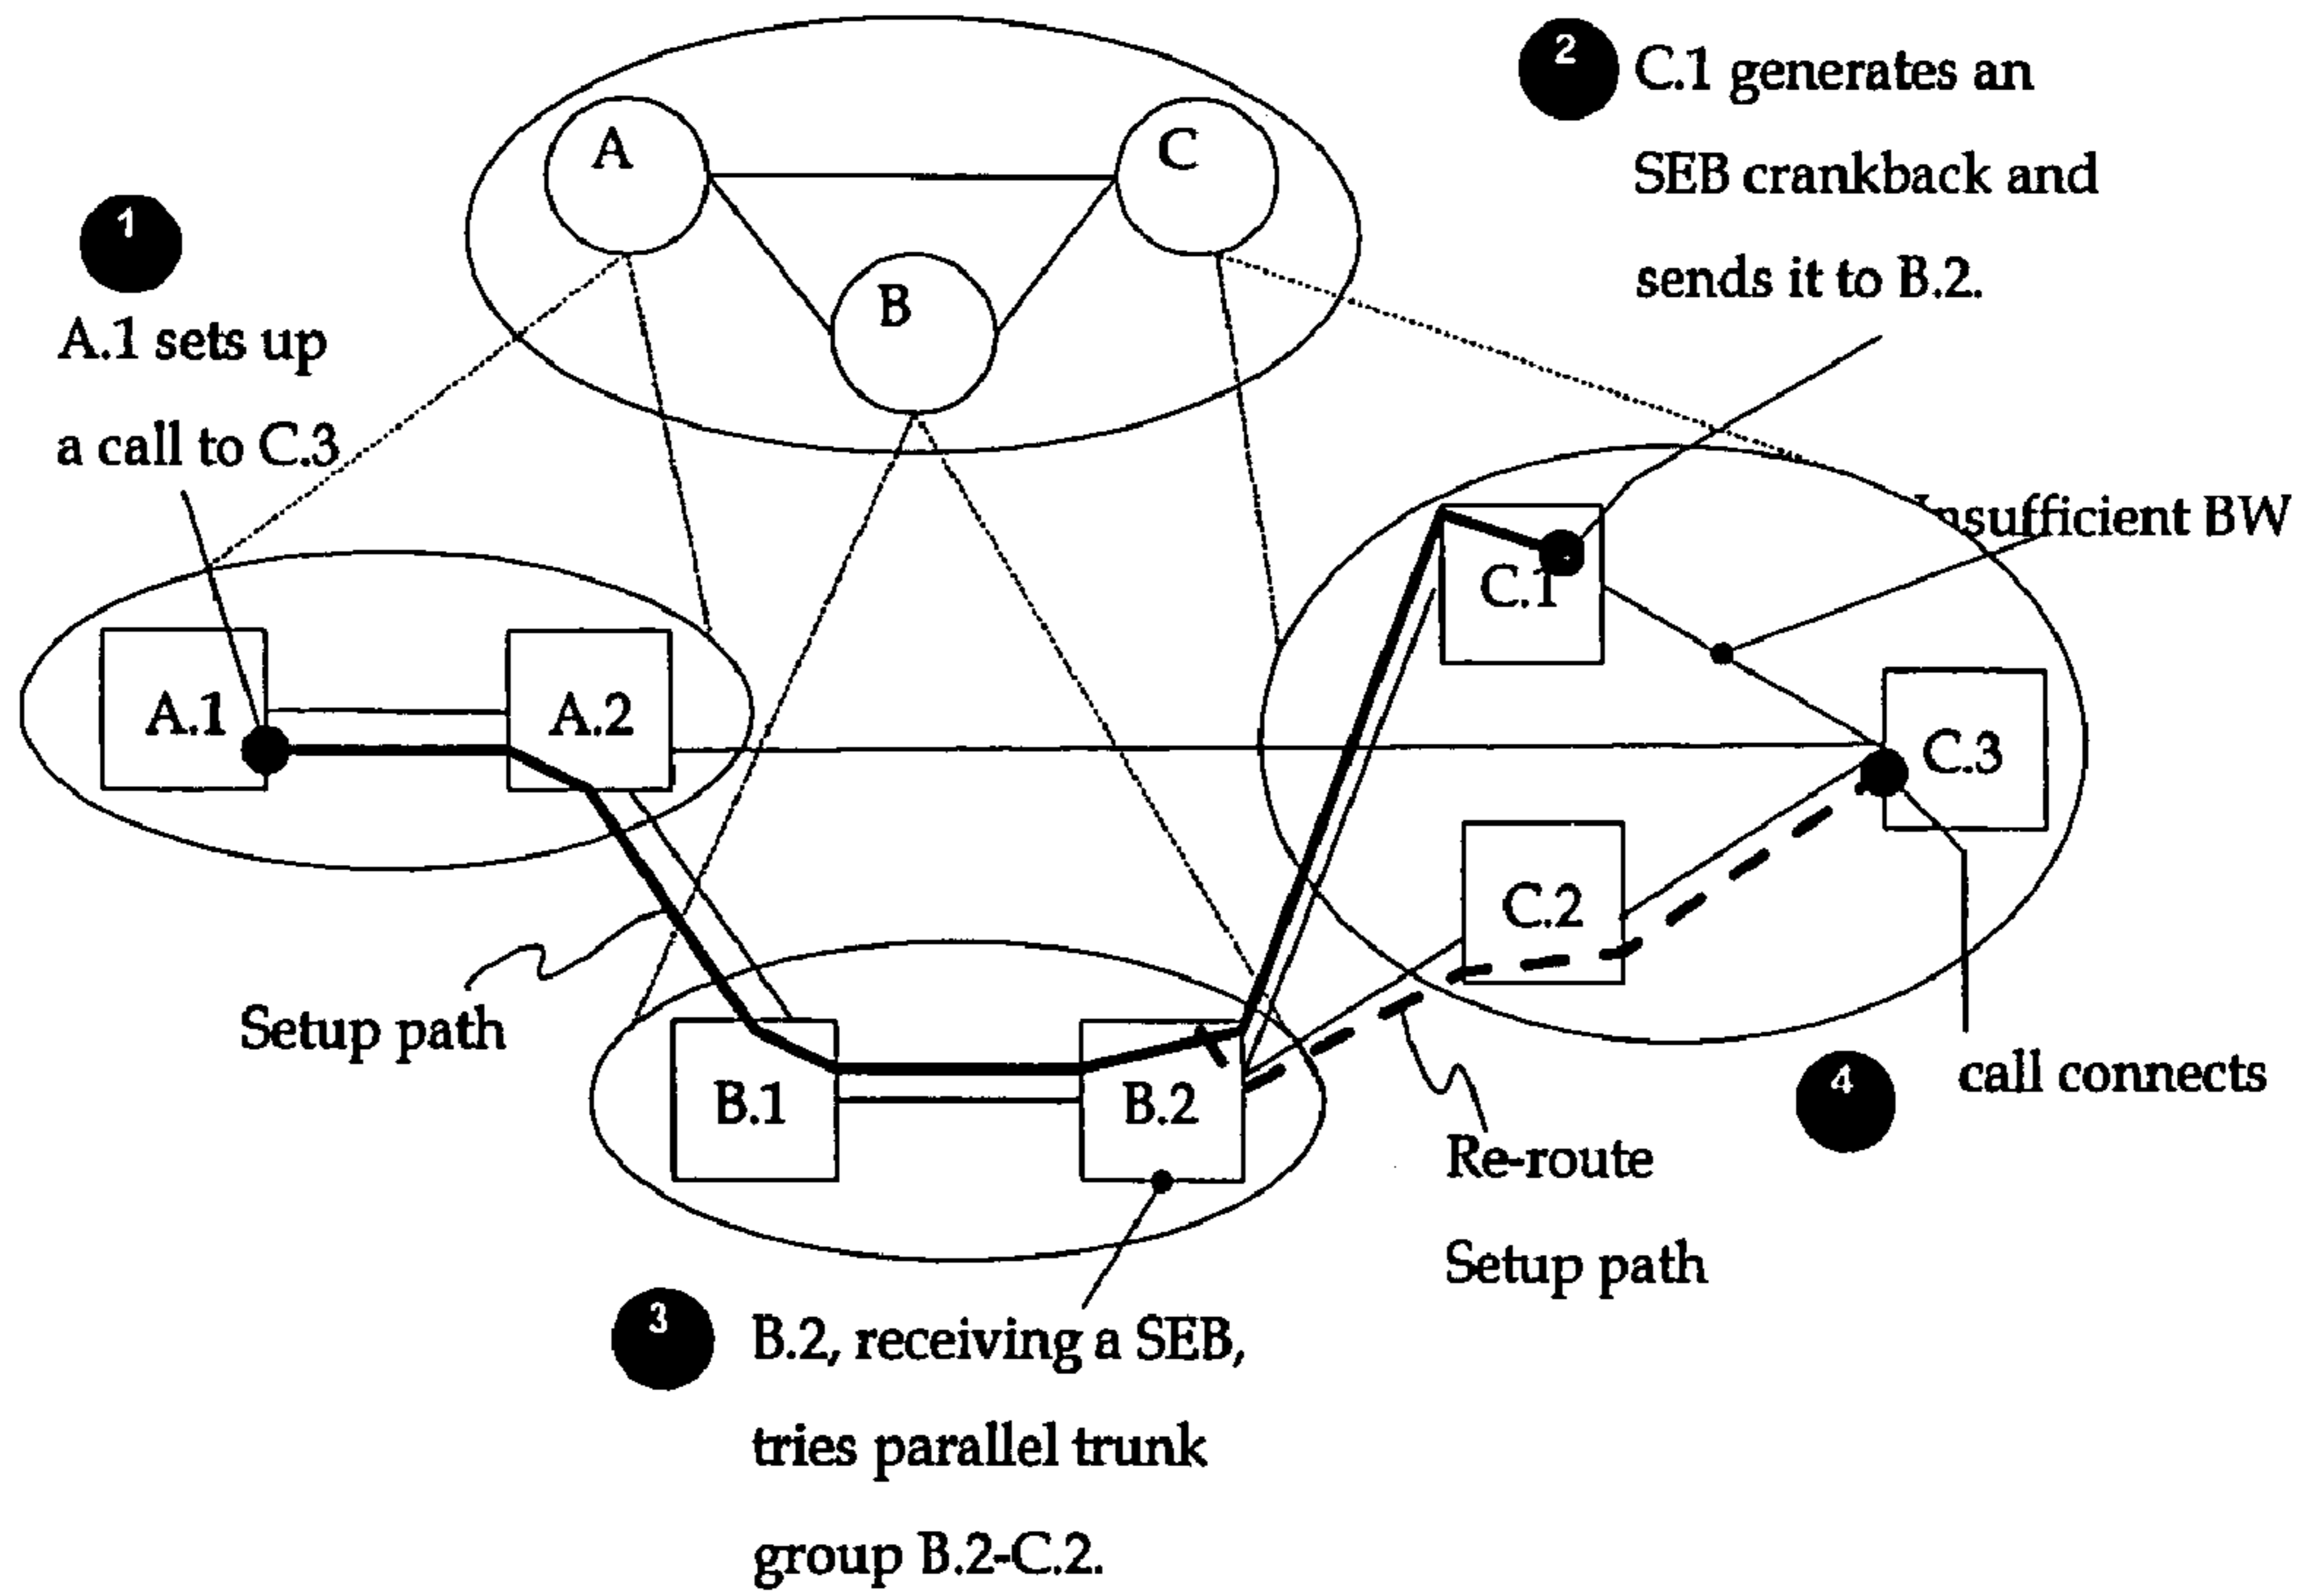 2
C.1 generates an
SEB crankback and
sends it to B.2.
A
C
B
1
A.1 sets up
a call to C.3
Insufficient BW
C.1
A.1
A.2
C.3
C.2
Setup path
B.1
B.2
4
call connects
Re-route
Setup path
3
B.2, receiving a SEB,
tries parallel trunk
group B.2-C.2.